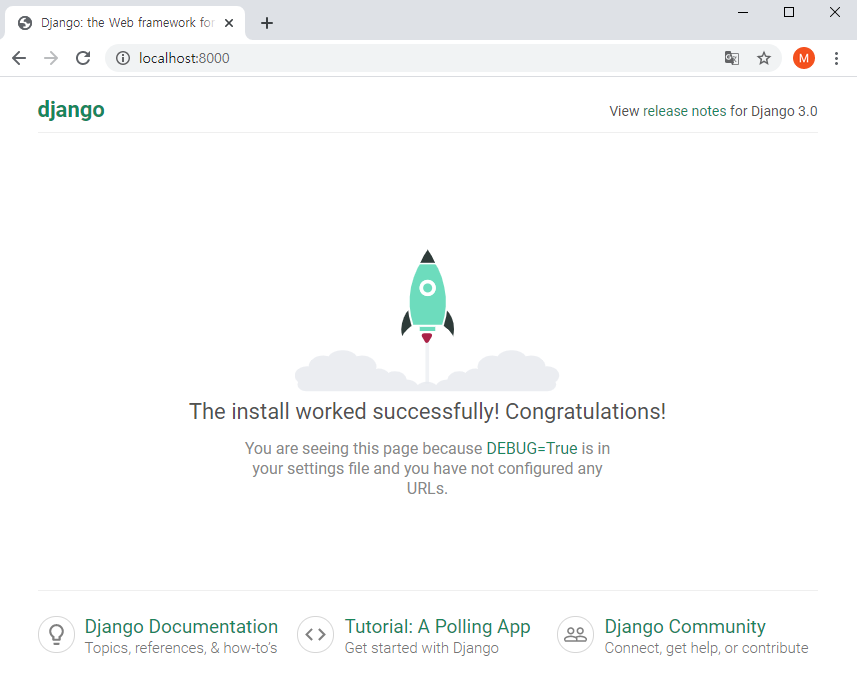 Django: the Web framework for
localhost:8000
M
django
View release notes for Django 3.0
The install worked successfully! Congratulations!
You are seeing this page because DEBUG=True is in
your settings file and you have not configured any
URLs.
Django Documentation
Topics, references, & how-to's
Tutorial: A Polling App
Get started with Django
Django Community
Connect, get help, or contribute